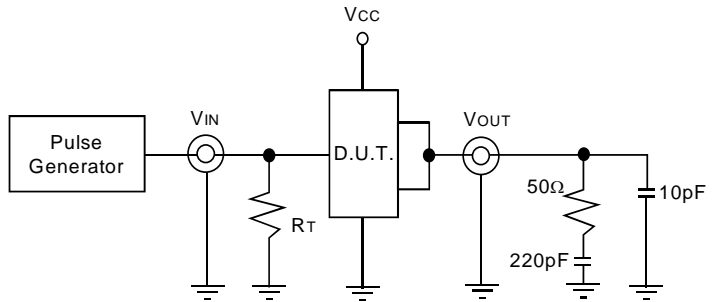 VCC
VIN
VOUT
Pulse
Generator
D.U.T.
RT
50Ω
10pF
220pF